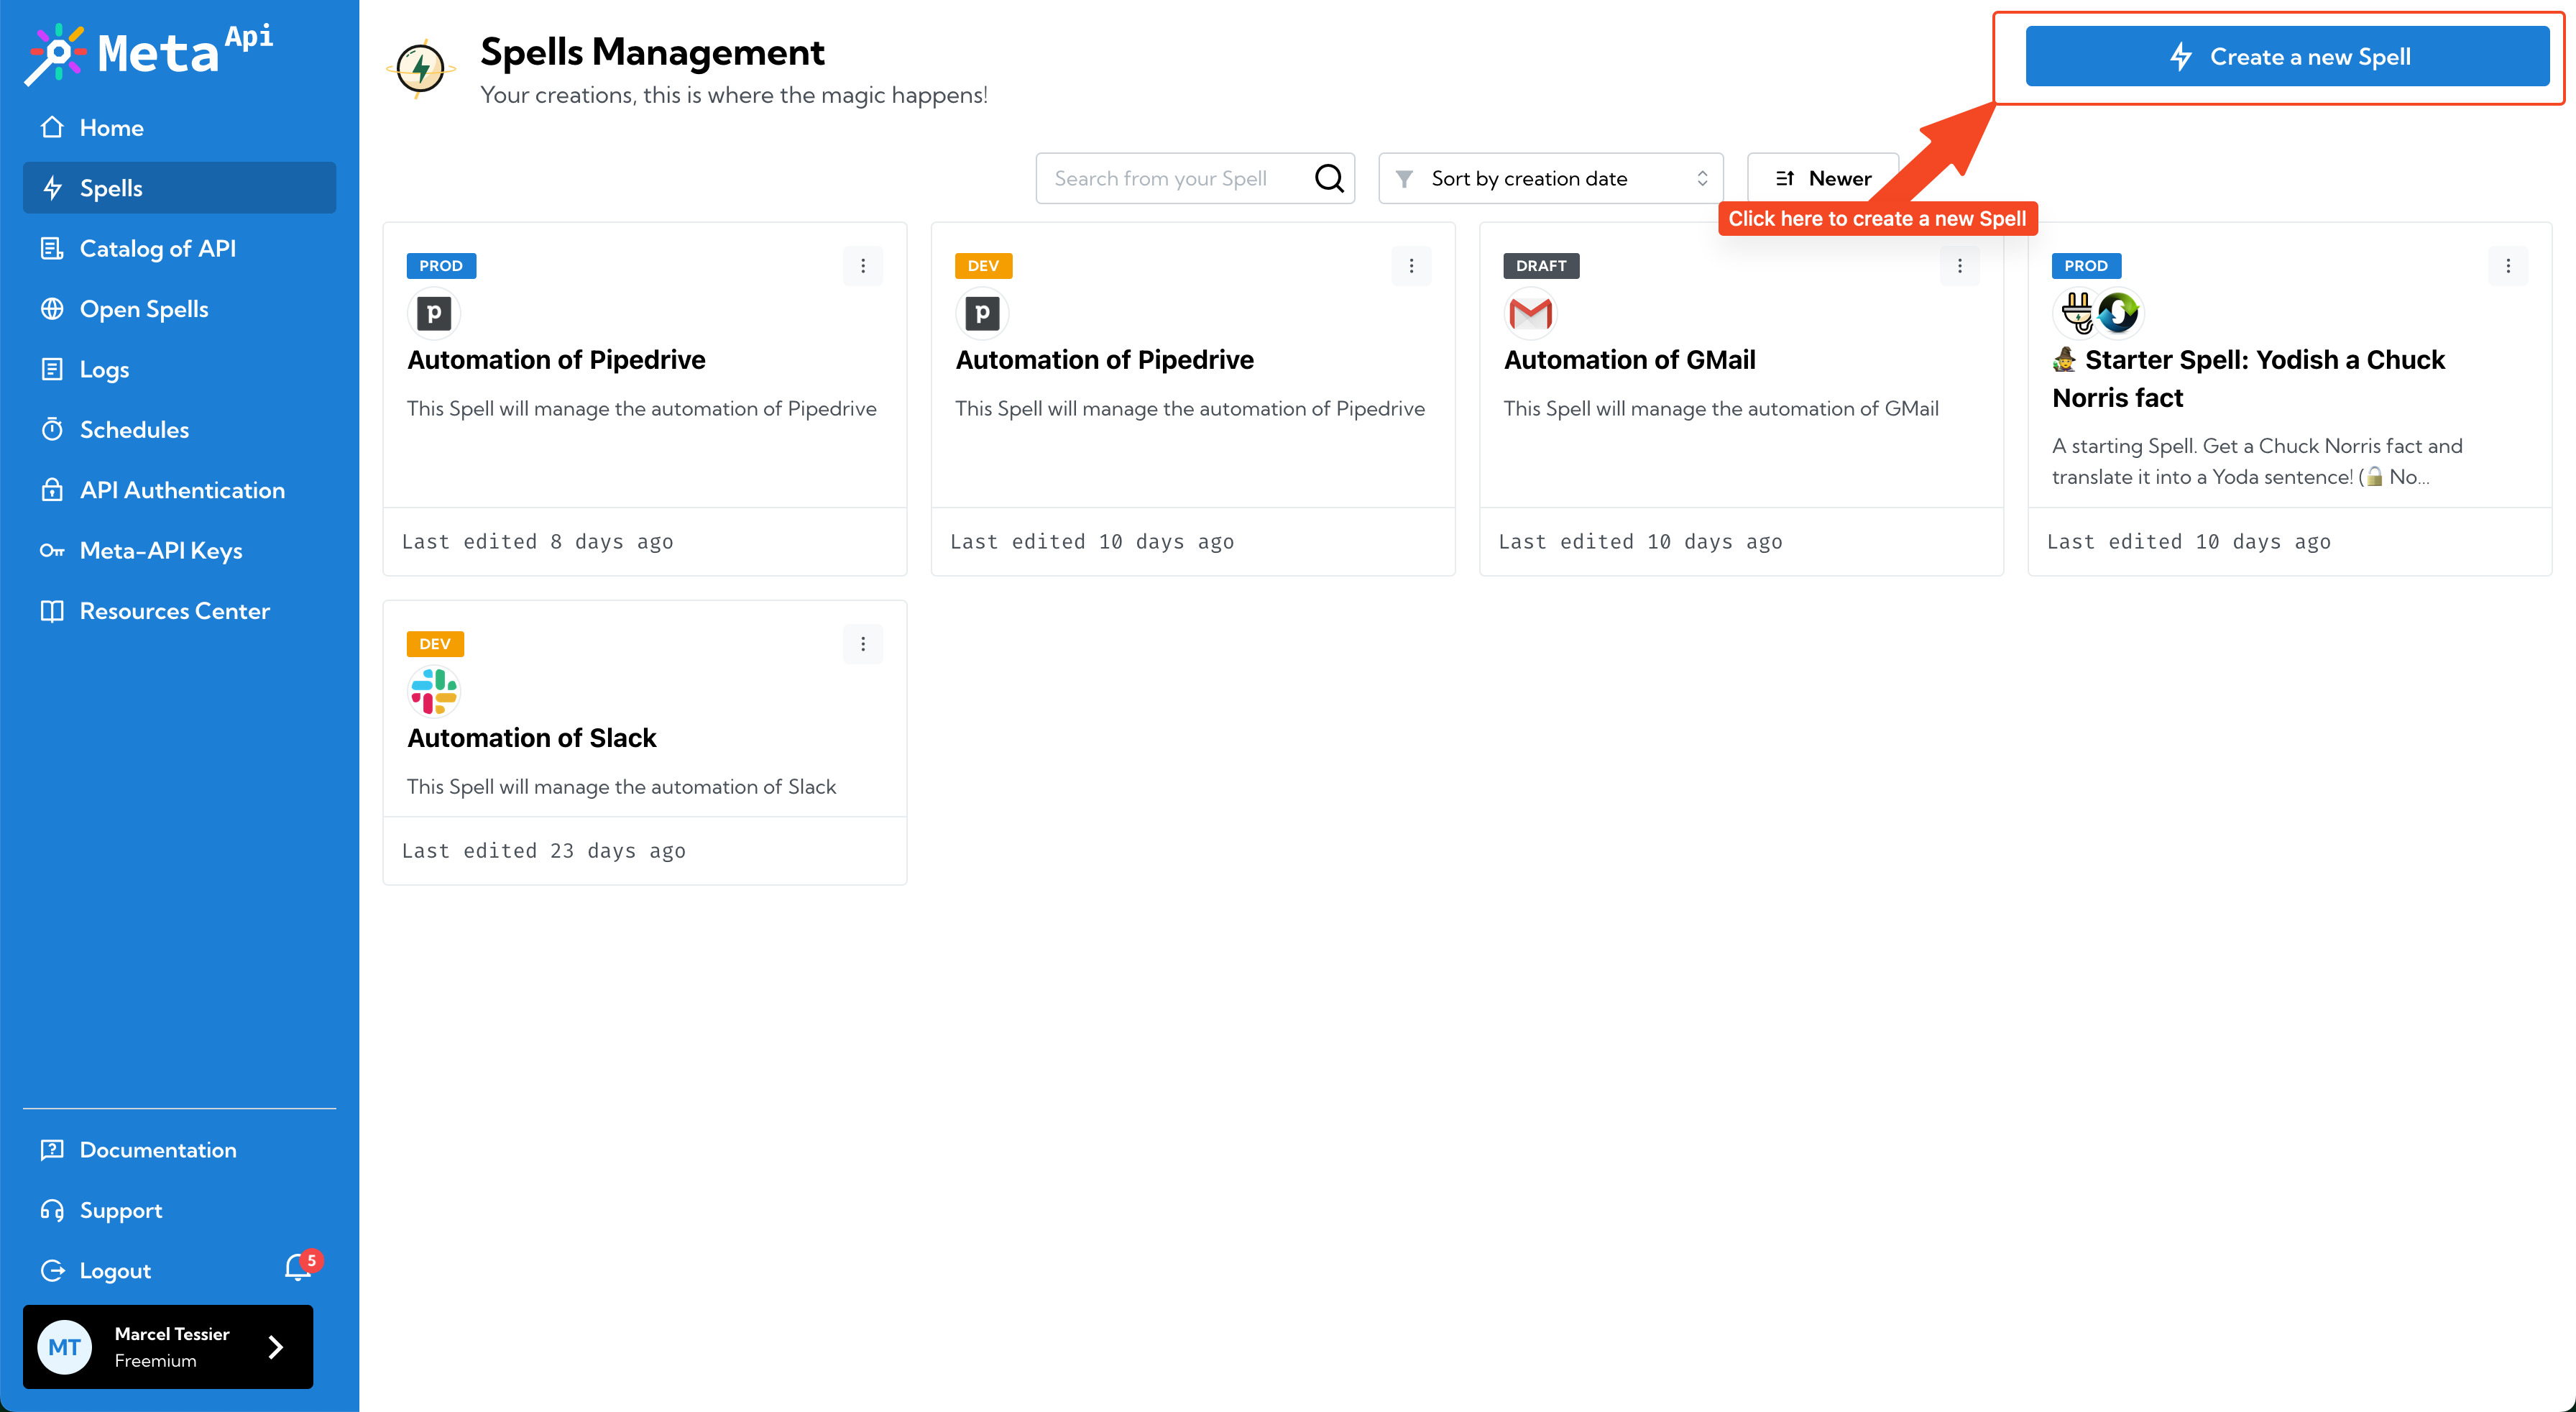 Meta Api
Home
Spells
Catalog of API
Open Spells
Logs
Schedules
API Authentication
Meta-API Keys
Resources Center
Documentation
Support
Logout
5
MT
Marcel Tessier
Freemium
Spells Management
Your creations, this is where the magic happens!
Create a new Spell
Search from your Spell
Sort by creation date
Newer
Click here to create a new Spell
PROD
p
Automation of Pipedrive
This Spell will manage the automation of Pipedrive
Last edited 8 days ago
DEV
p
Automation of Pipedrive
This Spell will manage the automation of Pipedrive
Last edited 10 days ago
DRAFT
Automation of GMail
This Spell will manage the automation of GMail
Last edited 10 days ago
PROD
Starter Spell: Yodish a Chuck
Norris fact
A starting Spell. Get a Chuck Norris fact and
translate it into a Yoda sentence! (🔒 No...
Last edited 10 days ago
DEV
Automation of Slack
This Spell will manage the automation of Slack
Last edited 23 days ago